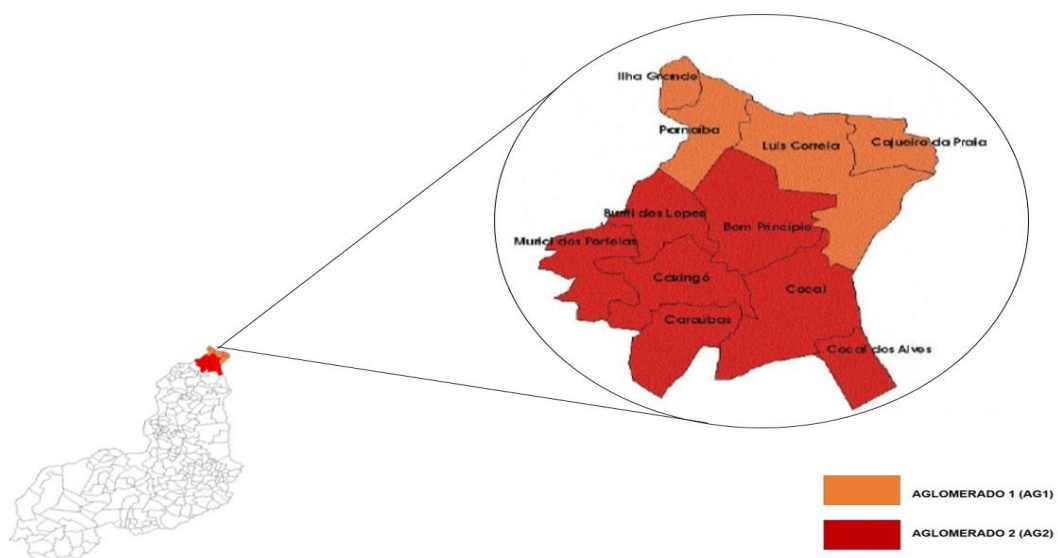 Ilha Grande
Parnaíba
Luis Correia
Cajueiro da Praia
Buriti dos Lopes
Bom Princípio
Murici dos Portelas
Caxingó
Cocal
Caraúbas
Cocal dos Alves
AGLOMERADO 1 (AG1)
AGLOMERADO 2 (AG2)